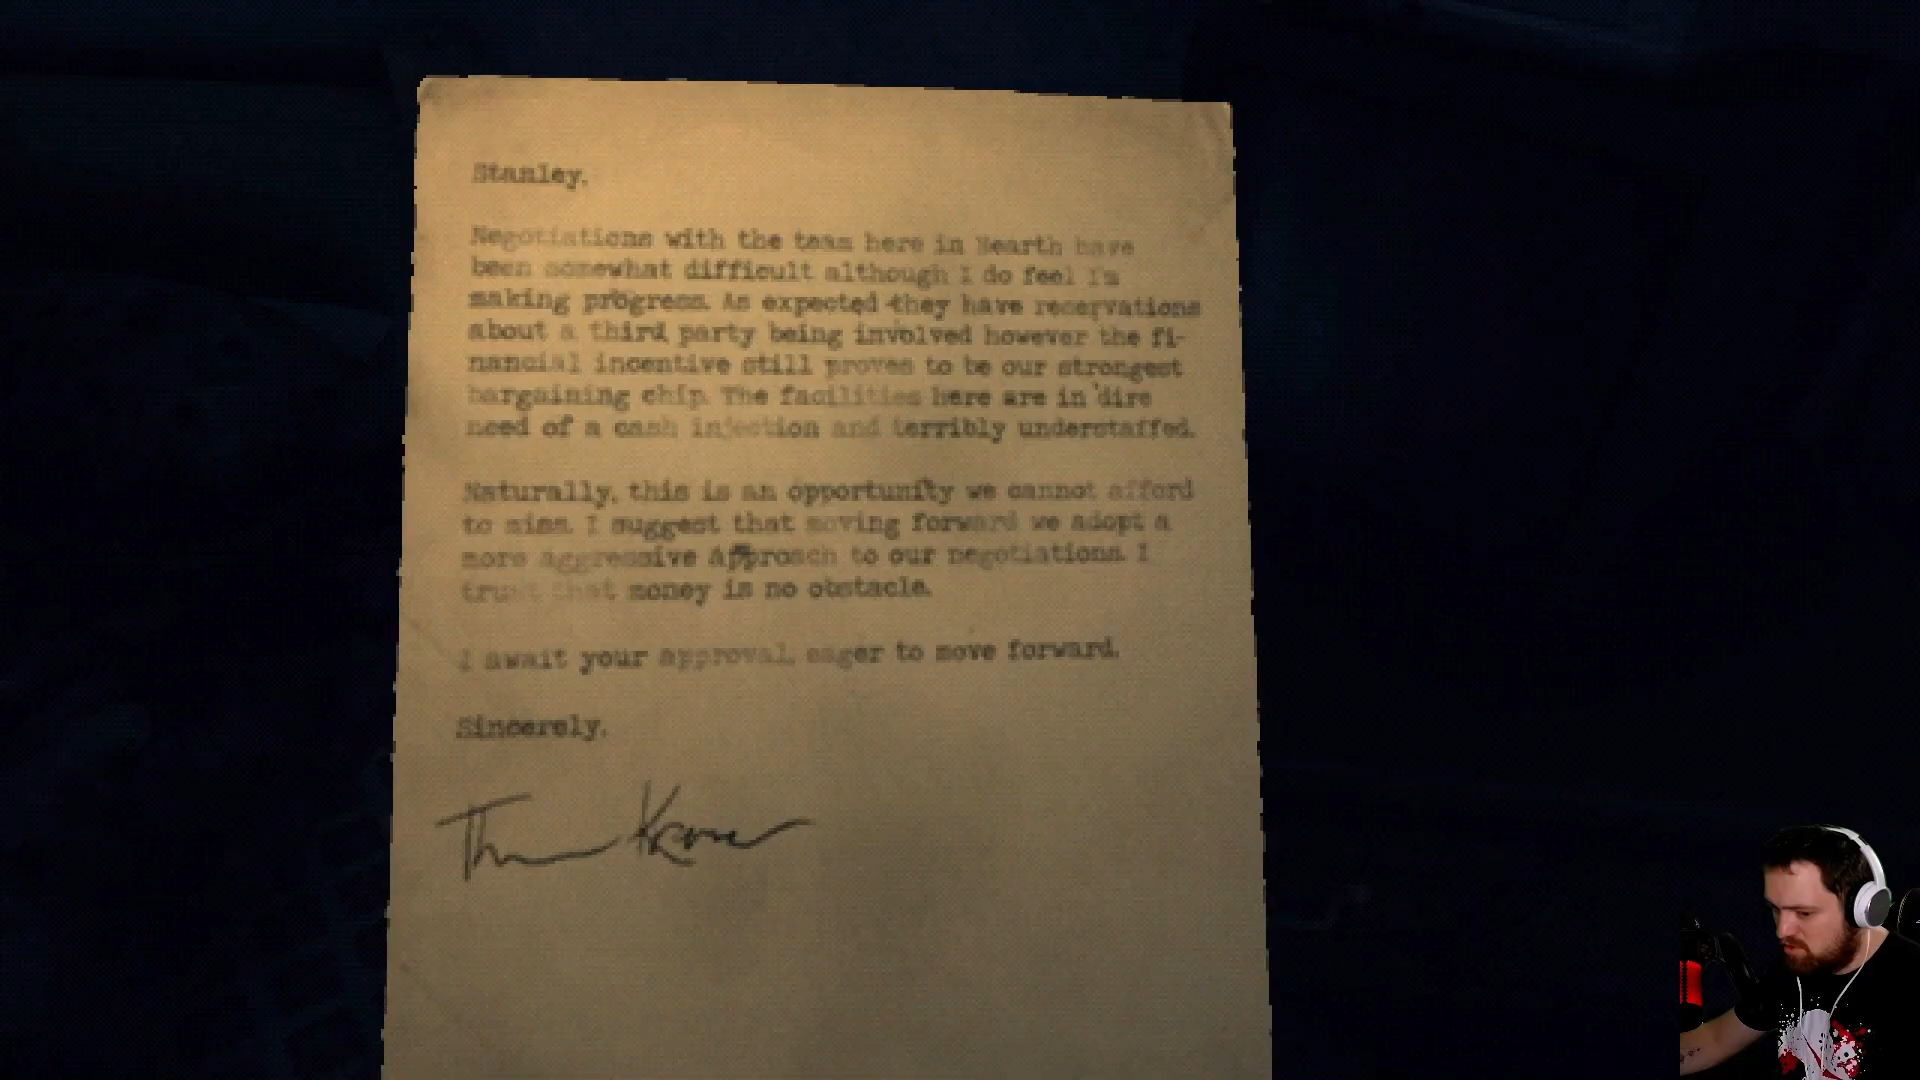 Stanley,
Negotiations with the team here in Hearth have
been somewhat difficult although I do feel I'm
making progress. As expected they have reservations
about a third party being involved however the fi-
nancial incentive still proves to be our strongest
bargaining chip. The facilities here are in dire
need of a cash injection and terribly understaffed.
Naturally, this is an opportunity we cannot afford
to miss. I suggest that moving forward we adopt a
more aggressive approach to our negotiations. I
trust that money is no obstacle.
I await your approval, eager to move forward.
Sincerely,